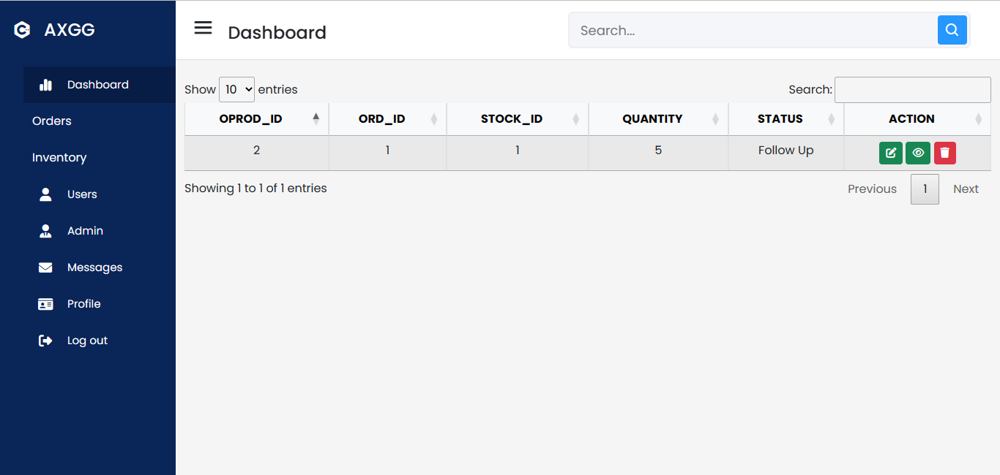 AXGG
Dashboard
Search...
Dashboard
Orders
Inventory
Users
Admin
Messages
Profile
Log out
Show 10 entries
Search:
OPROD_ID ORD_ID STOCK_ID QUANTITY STATUS ACTION
2 1 1 5 Follow Up
Showing 1 to 1 of 1 entries
Previous 1 Next